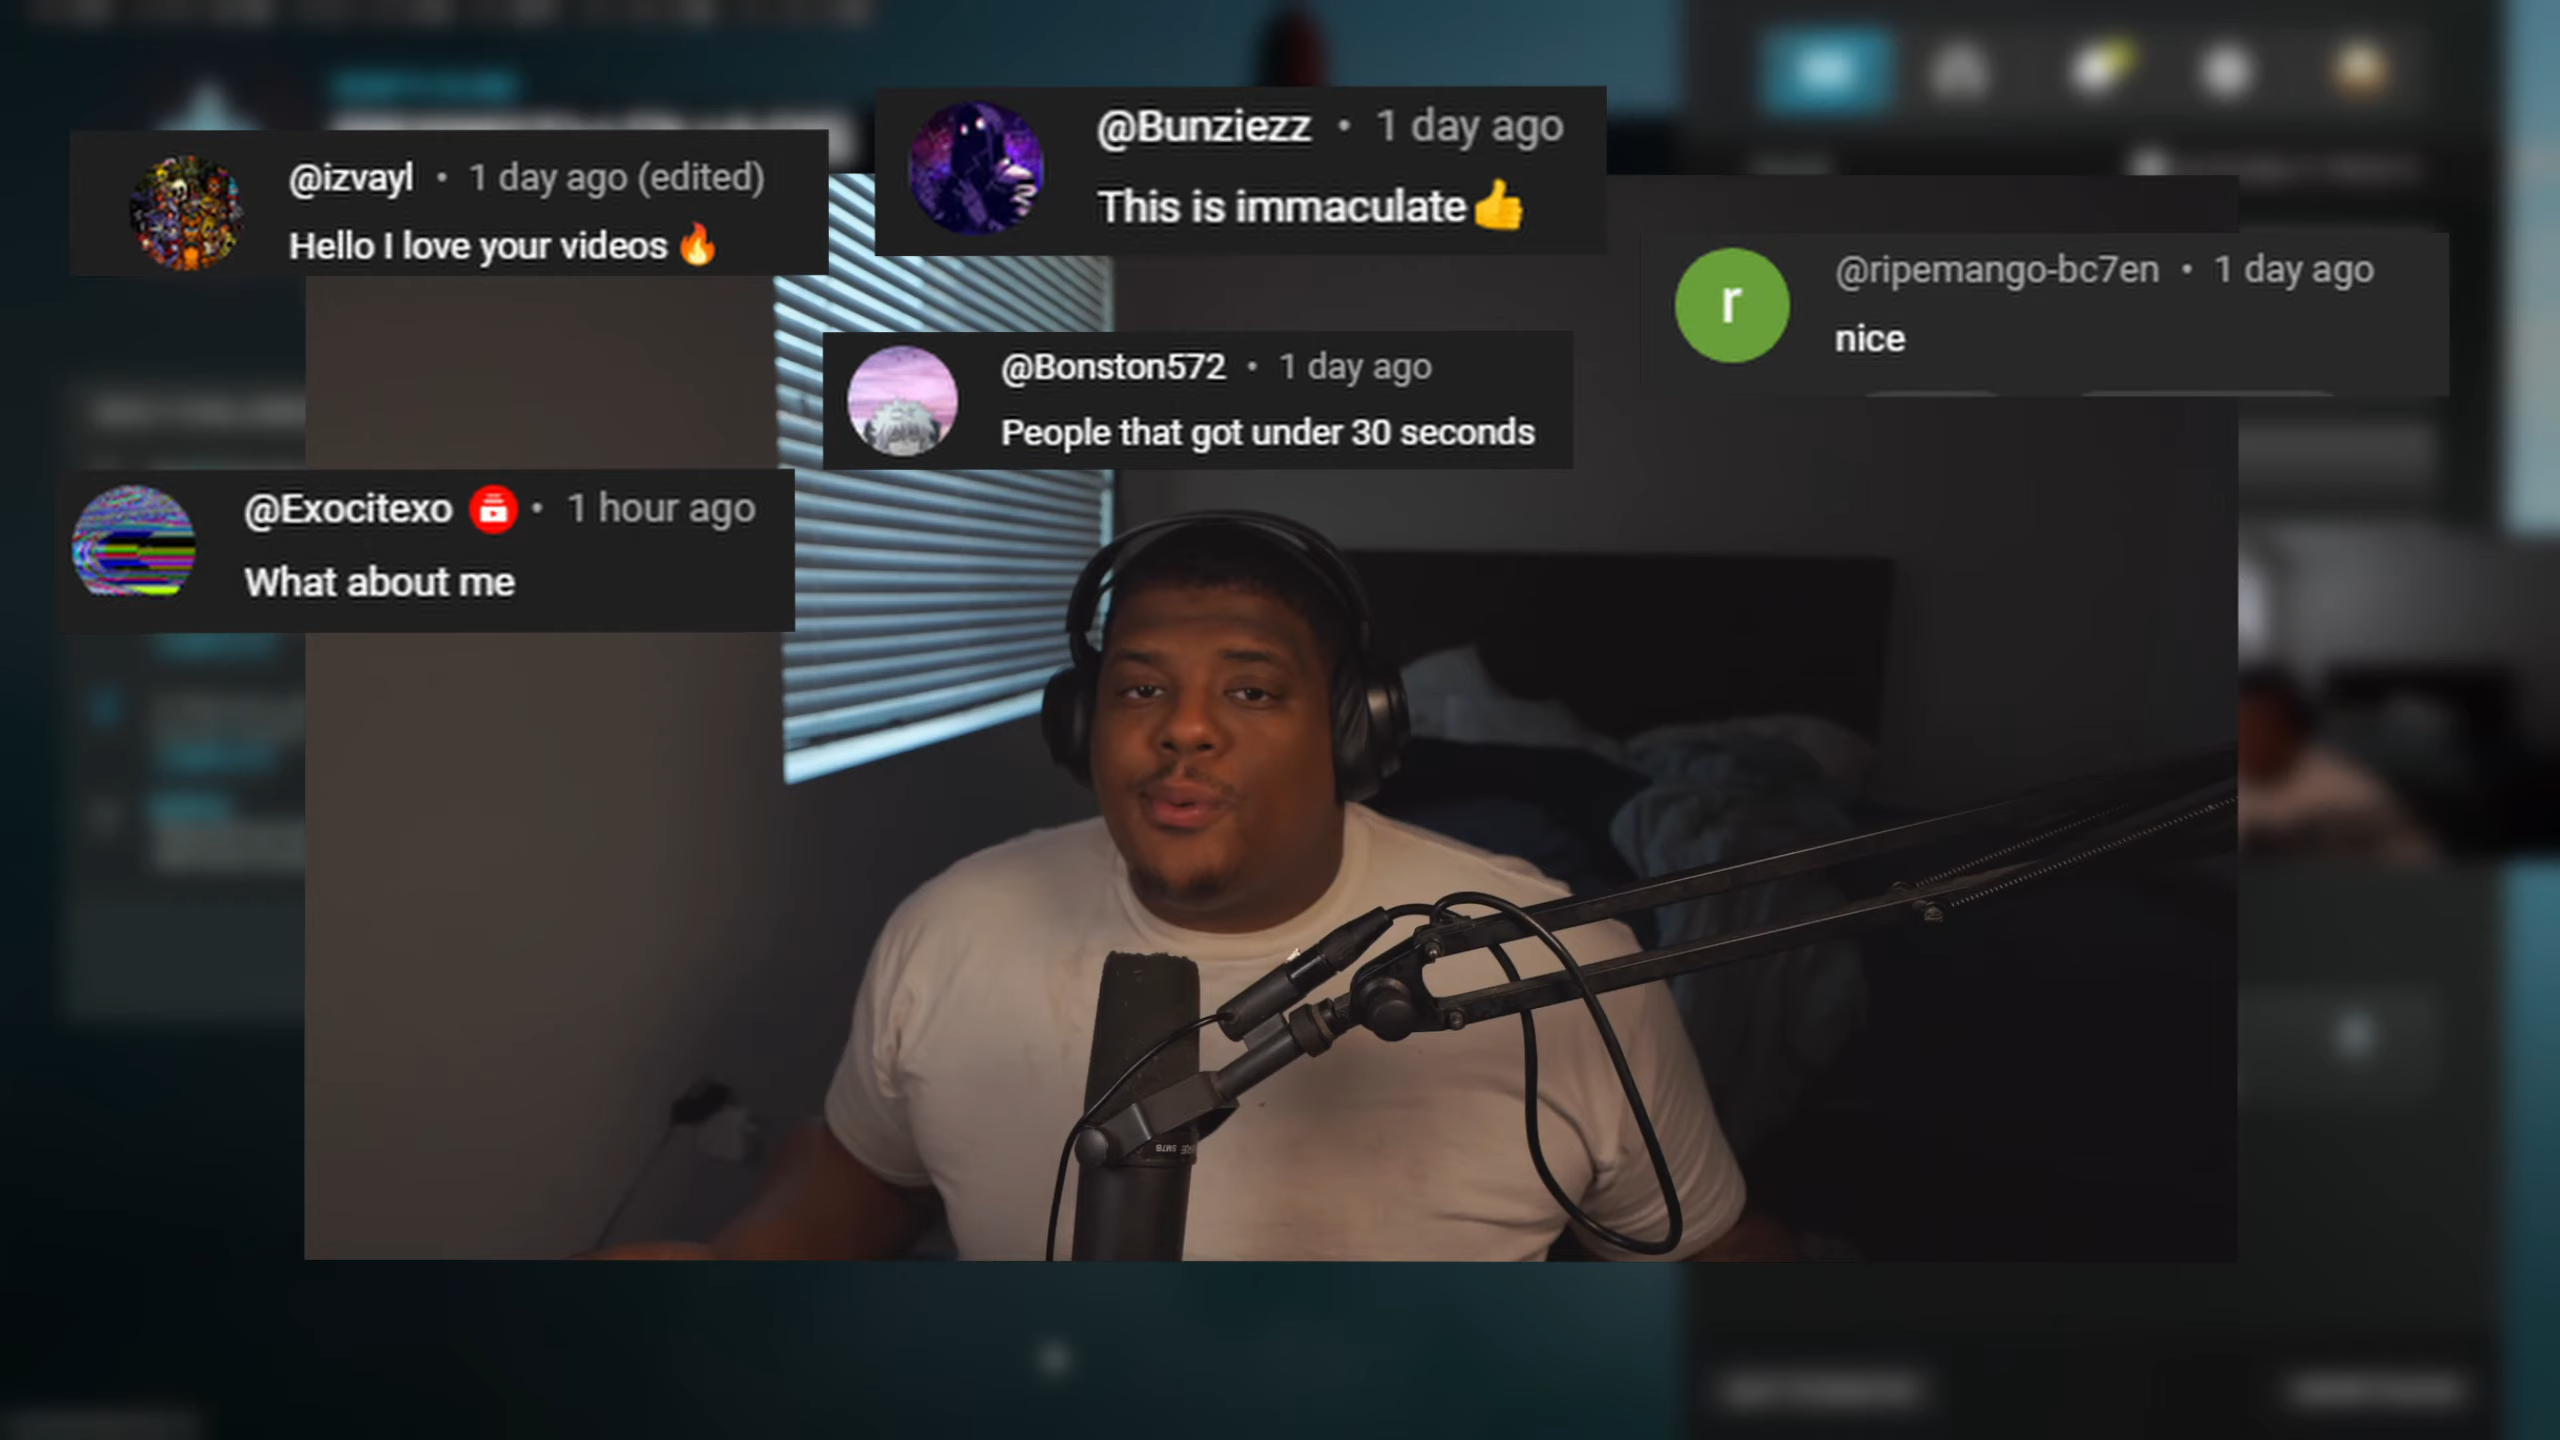 @izvayl • 1 day ago (edited)
Hello I love your videos 🔥
@Bunziezz • 1 day ago
This is immaculate👍
r
@ripemango-bc7en • 1 day ago
nice
@Bonston572 • 1 day ago
People that got under 30 seconds
@Exocitexo • 1 hour ago
What about me
SM7B